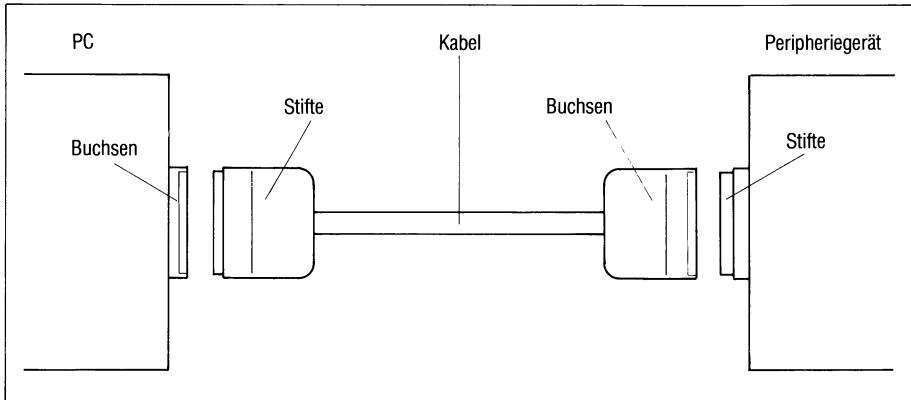 PC
Kabel
Peripheriegerät
Stifte
Buchsen
Buchsen
Stifte